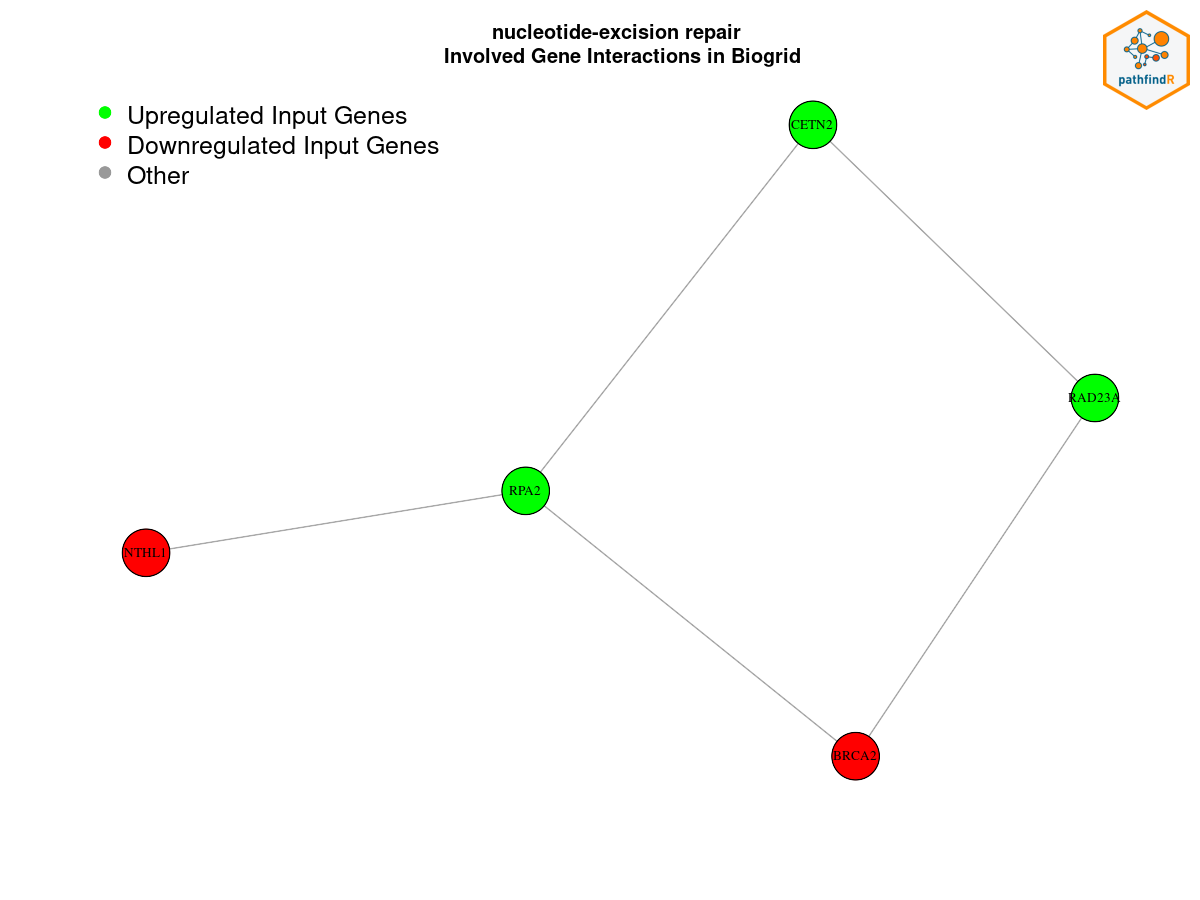 nucleotide-excision repair
Involved Gene Interactions in Biogrid
pathfindR
Upregulated Input Genes
Downregulated Input Genes
Other
CETN2
RAD23A
RPA2
NTHL1
BRCA2